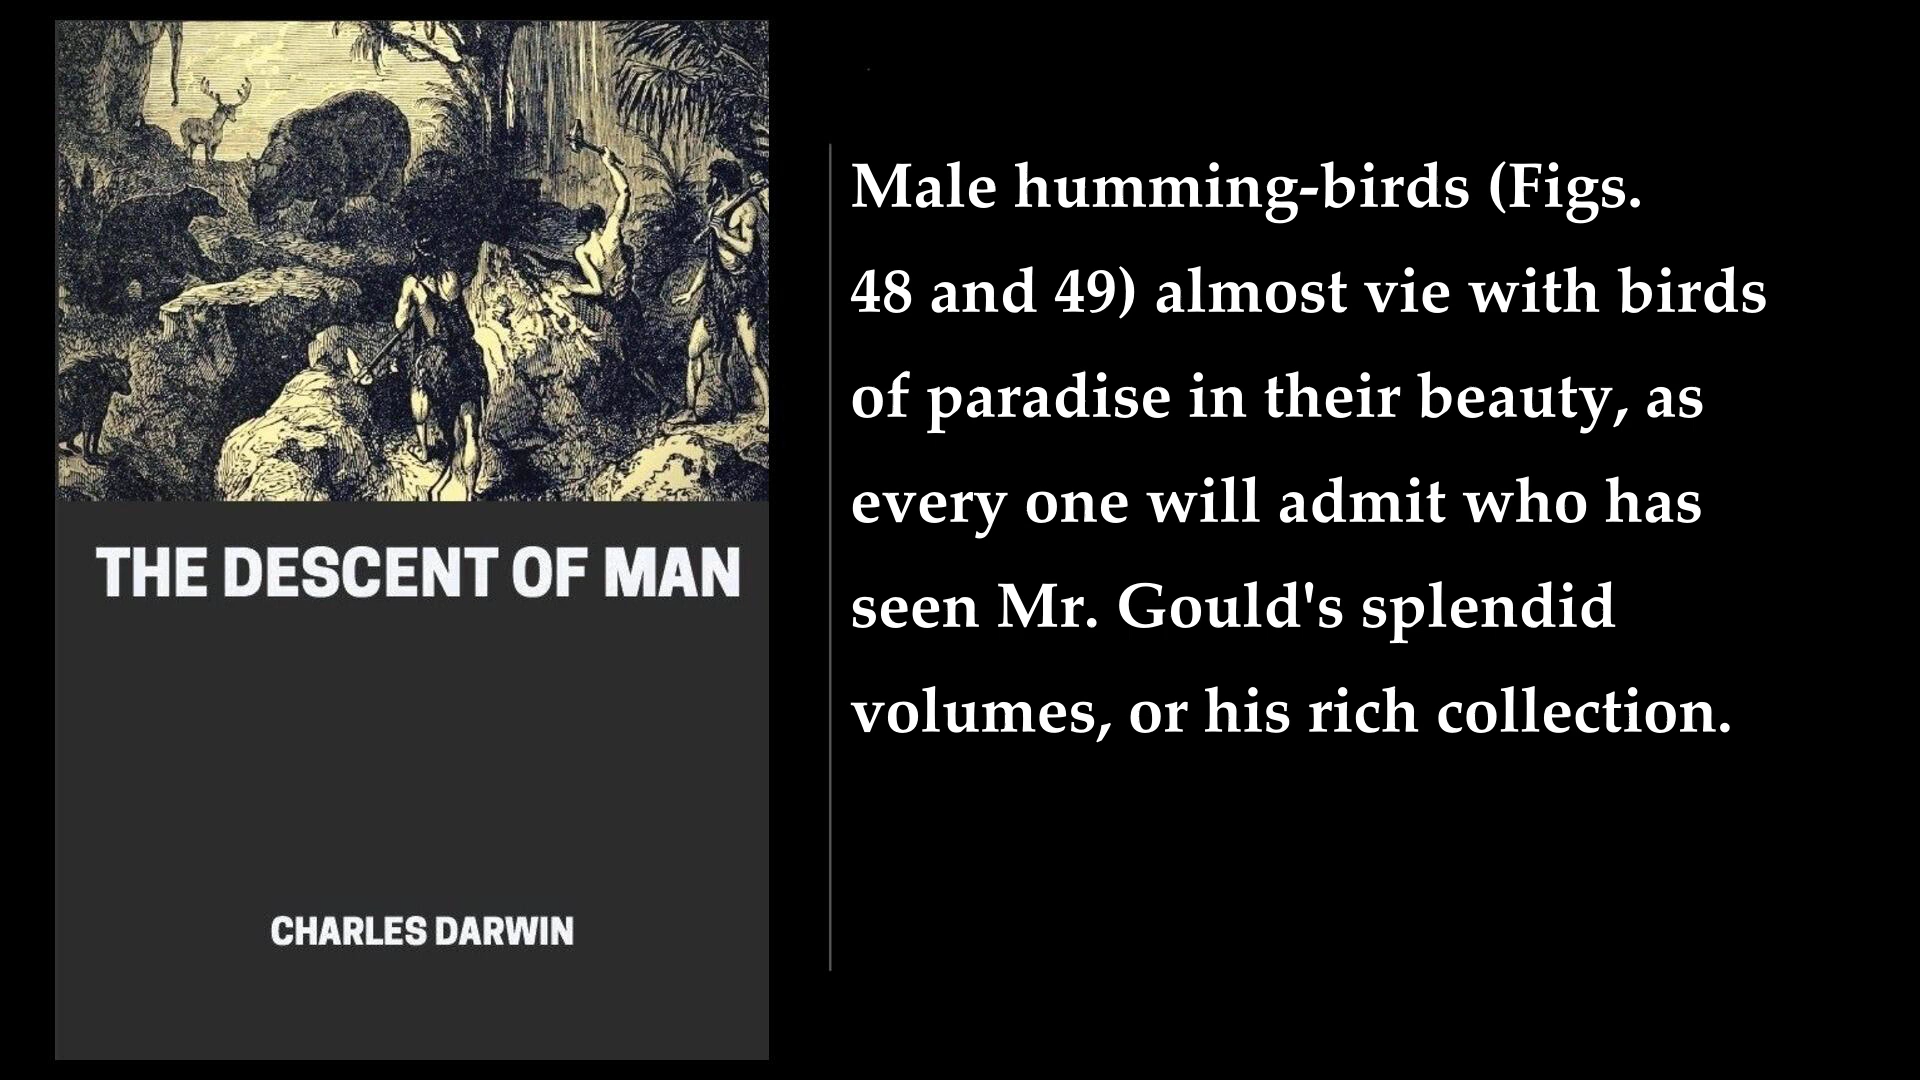 THE DESCENT OF MAN
CHARLES DARWIN
Male humming-birds (Figs.
48 and 49) almost vie with birds
of paradise in their beauty, as
every one will admit who has
seen Mr. Gould's splendid
volumes, or his rich collection.